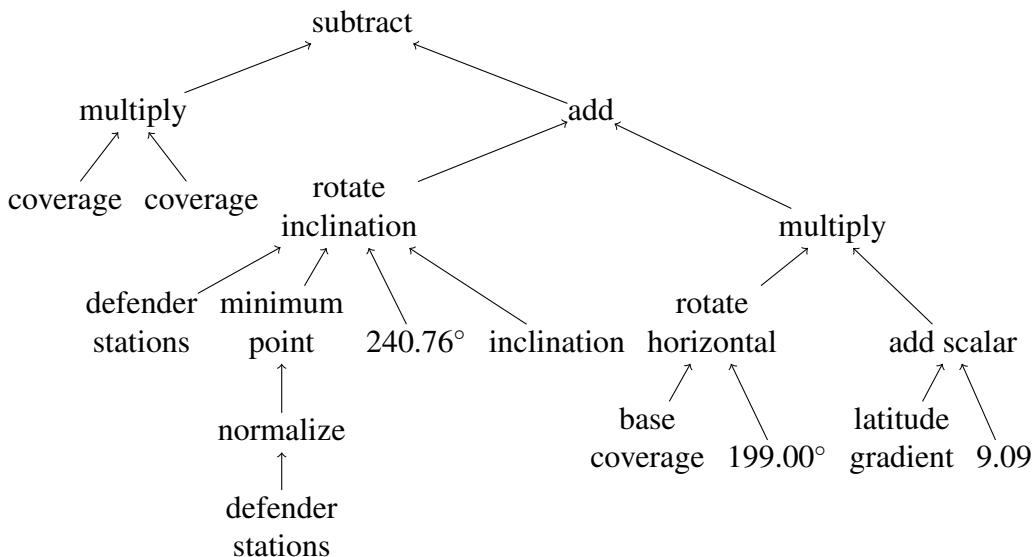 subtract
multiply
add
coverage
coverage
rotate
inclination
multiply
defender
stations
minimum
point
240.76°
inclination
rotate
horizontal
add scalar
normalize
base
coverage
199.00°
latitude
gradient
9.09
defender
stations